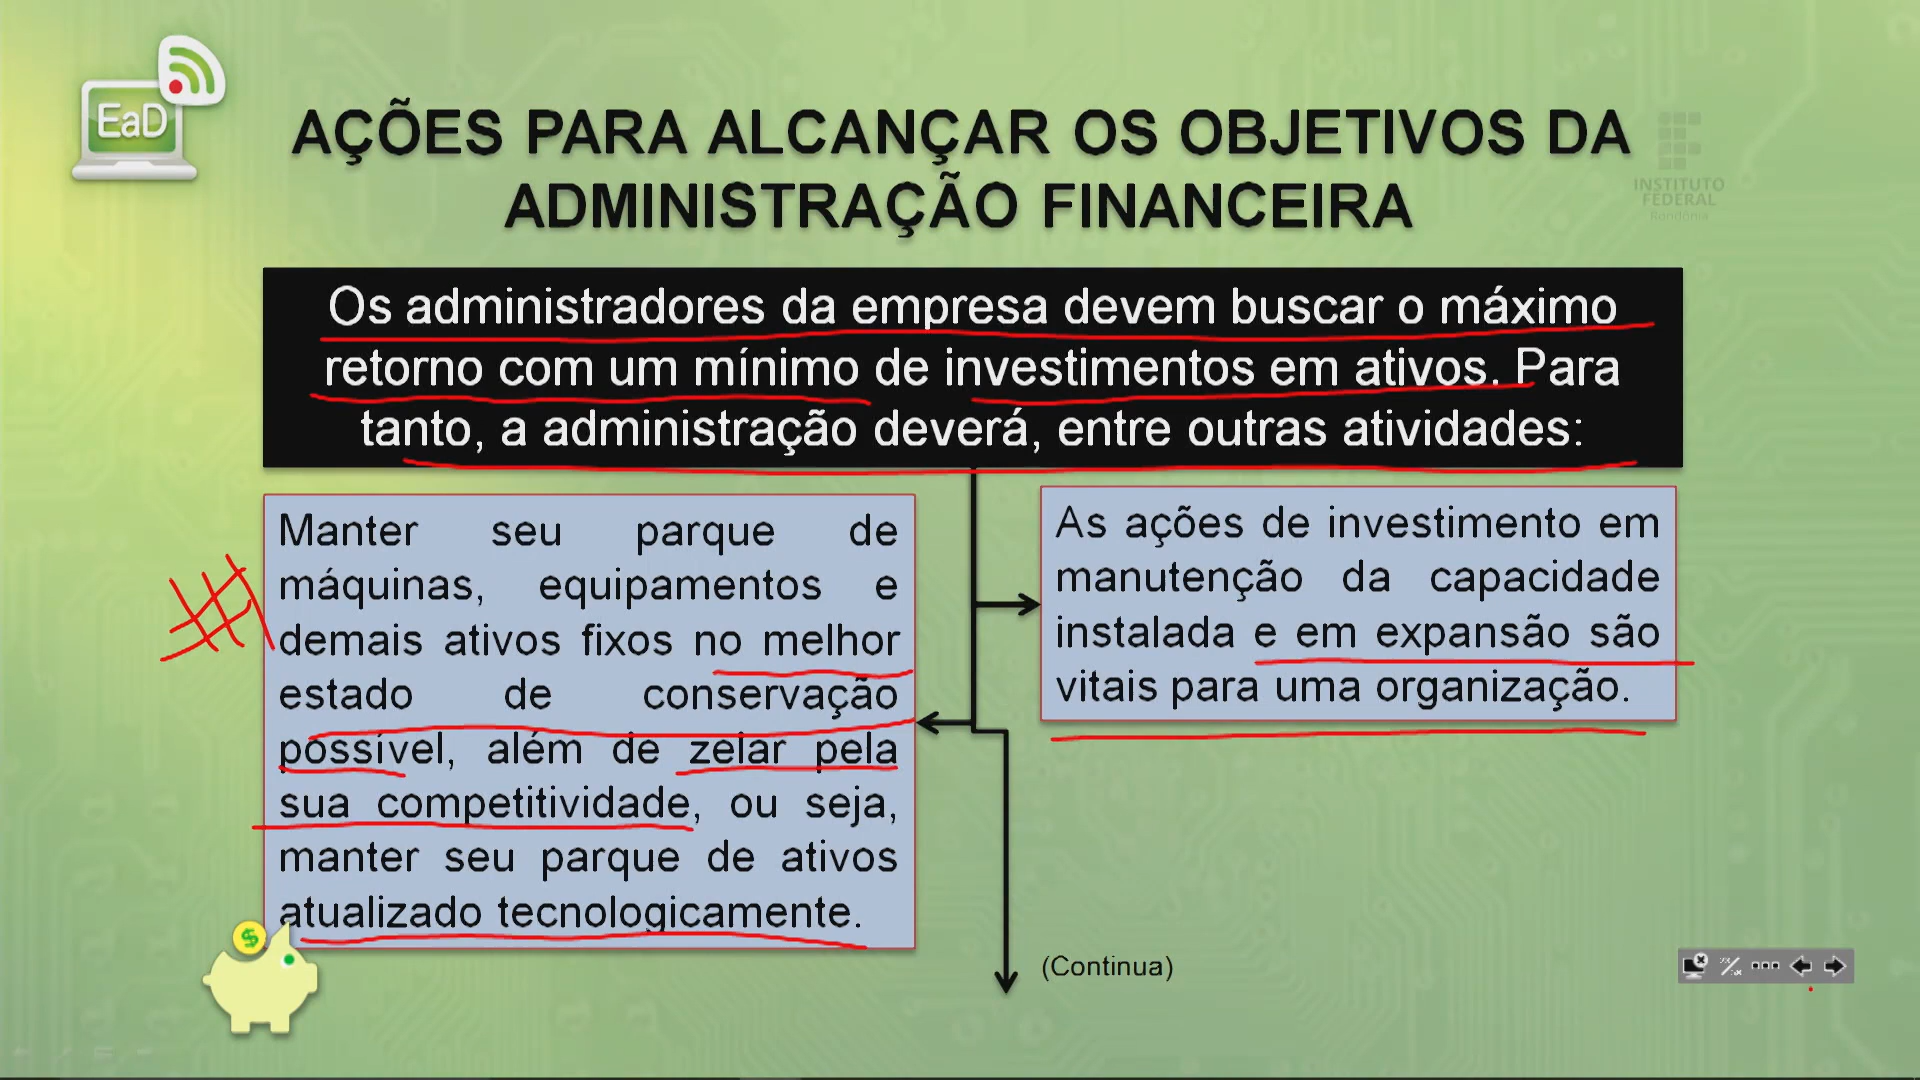 EaD
AÇÕES PARA ALCANÇAR OS OBJETIVOS DA
ADMINISTRAÇÃO FINANCEIRA
INSTITUTO
FEDERAL
Rondônia
Os administradores da empresa devem buscar o máximo
retorno com um mínimo de investimentos em ativos. Para
tanto, a administração deverá, entre outras atividades:
Manter seu parque de
máquinas, equipamentos e
demais ativos fixos no melhor
estado de conservação
possível, além de zelar pela
sua competitividade, ou seja,
manter seu parque de ativos
atualizado tecnologicamente.
As ações de investimento em
manutenção da capacidade
instalada e em expansão são
vitais para uma organização.
$
(Continua)